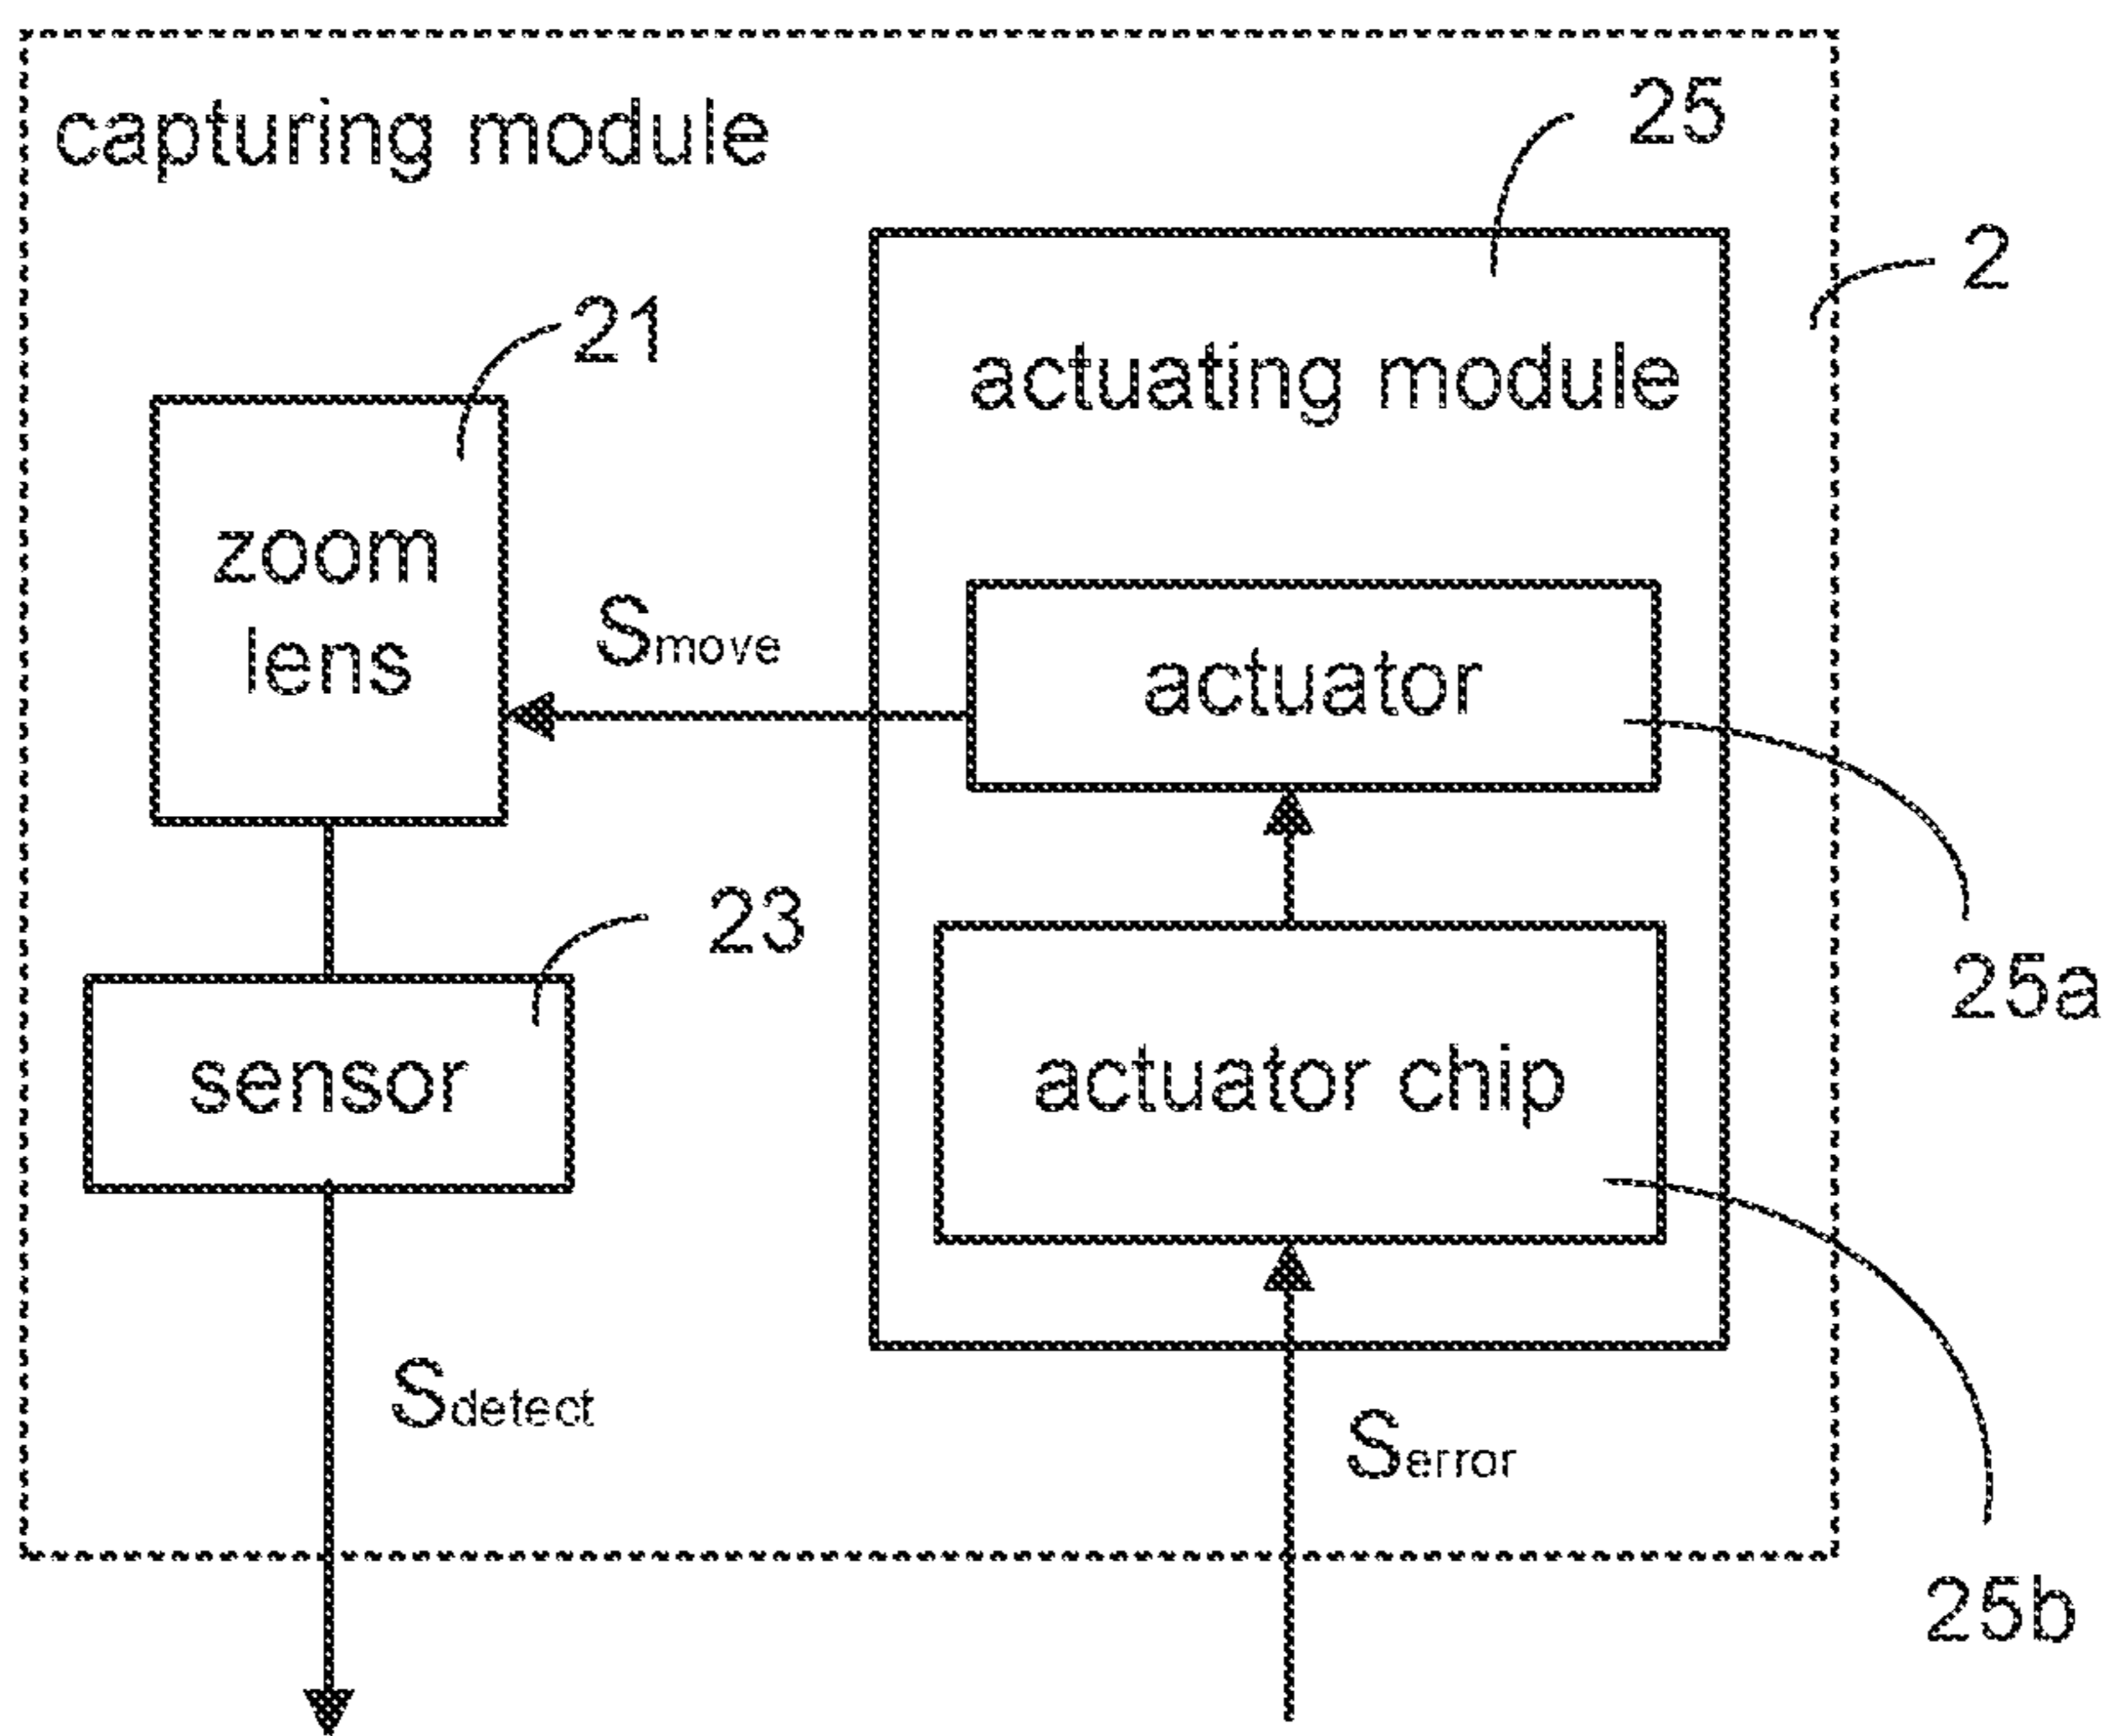 capturing module
25
2
21
actuating module
zoom
lens
Smove
actuator
23
25a
sensor
actuator chip
Sdetect
Serror
25b